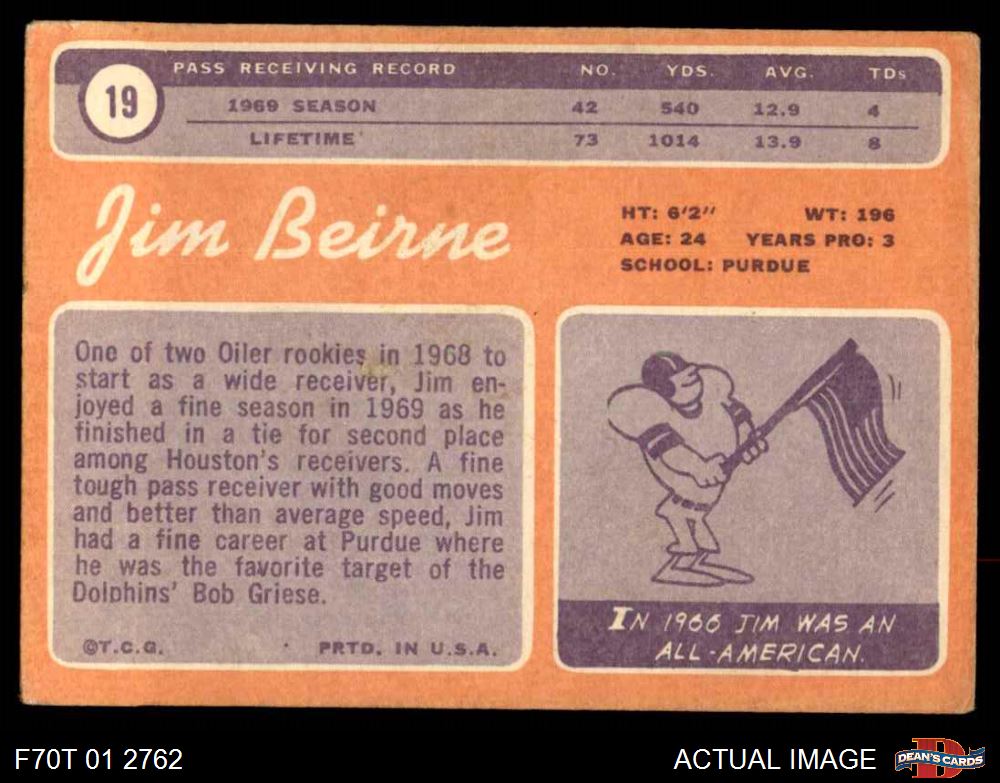 19
PASS RECEIVING RECORD NO. YDS. AVG. TDs
1969 SEASON 42 540 12.9 4
LIFETIME 73 1014 13.9 8
Jim Beirne
HT: 6'2" WT: 196
AGE: 24 YEARS PRO: 3
SCHOOL: PURDUE
One of two Oiler rookies in 1968 to
start as a wide receiver, Jim en-
joyed a fine season in 1969 as he
finished in a tie for second place
among Houston's receivers. A fine
tough pass receiver with good moves
and better than average speed, Jim
had a fine career at Purdue where
he was the favorite target of the
Dolphins' Bob Griese.
©T.C.G. PRTD. IN U.S.A.
IN 1966 JIM WAS AN
ALL-AMERICAN.
F70T 01 2762
ACTUAL IMAGE
D
DEAN'S CARDS